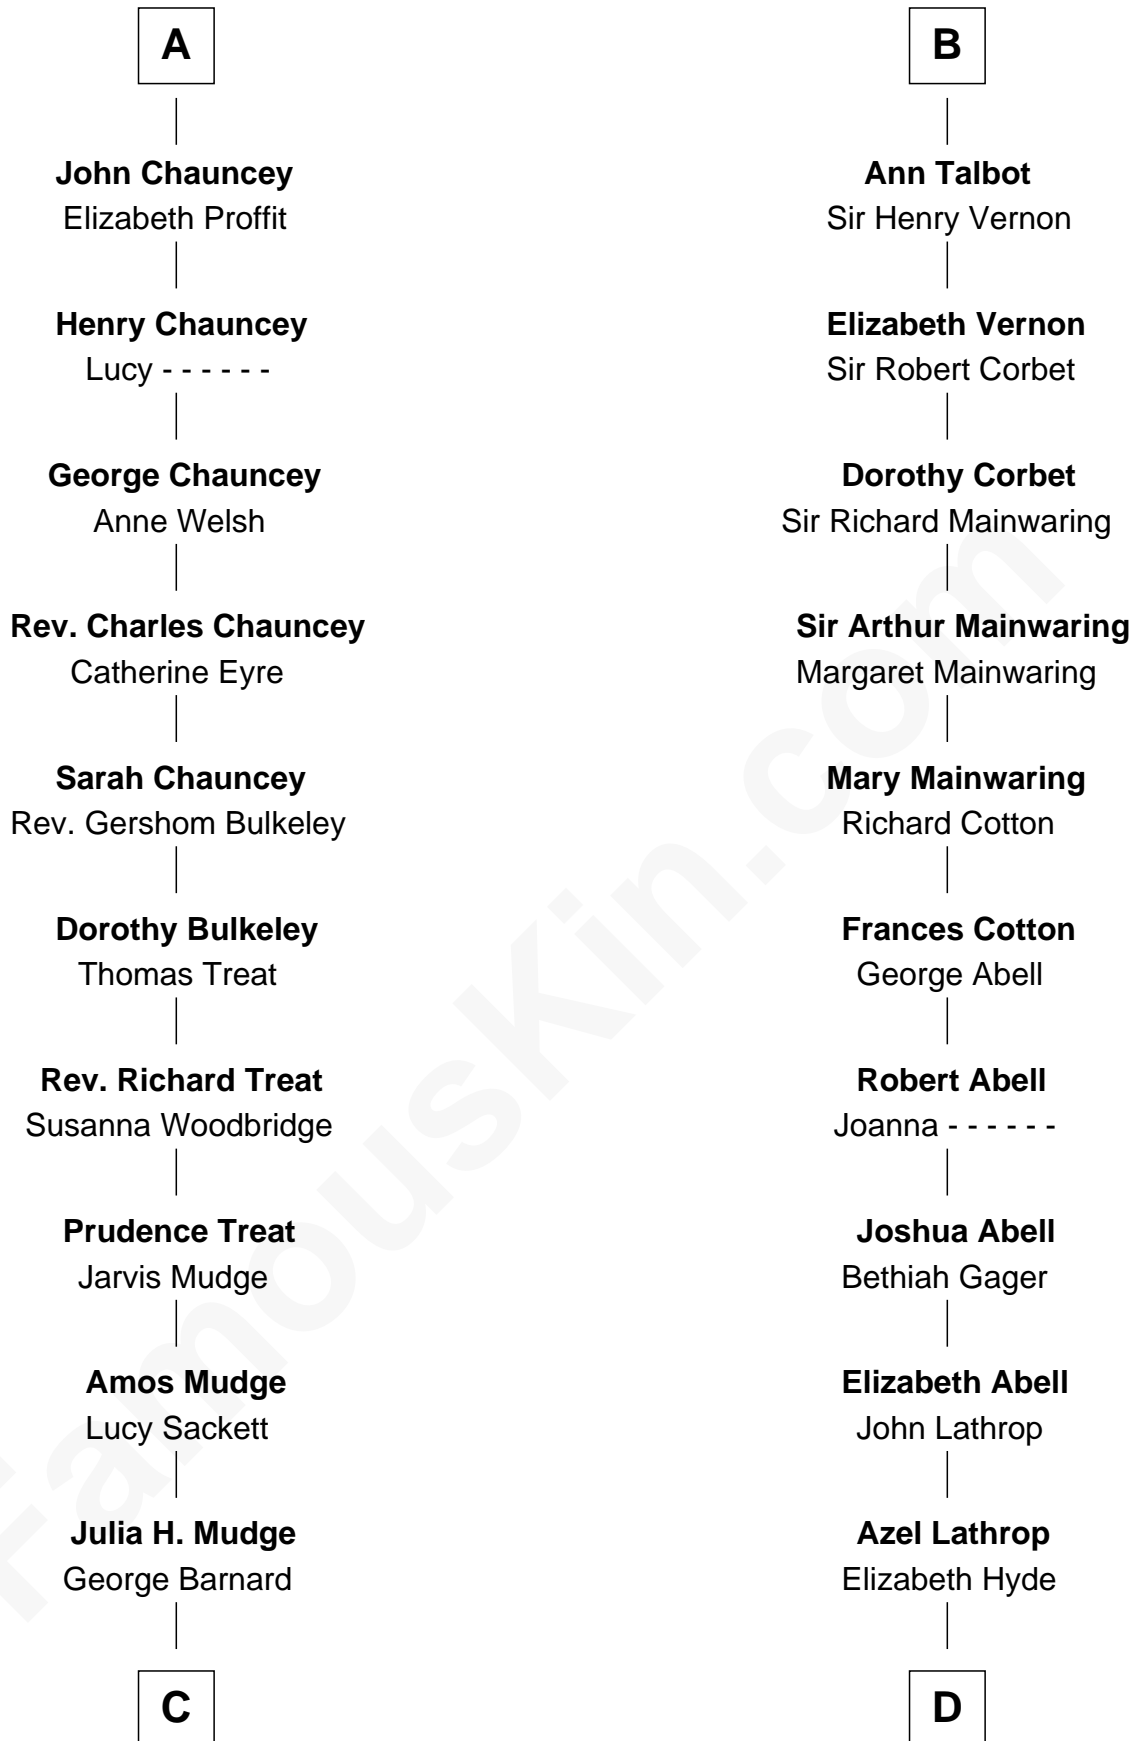 A
John Chauncey
Elizabeth Proffit
Henry Chauncey
Lucy - - - - - -
George Chauncey
Anne Welsh
Rev. Charles Chauncey
Catherine Eyre
Sarah Chauncey
Rev. Gershom Bulkeley
Dorothy Bulkeley
Thomas Treat
Rev. Richard Treat
Susanna Woodbridge
Prudence Treat
Jarvis Mudge
Amos Mudge
Lucy Sackett
Julia H. Mudge
George Barnard
C
B
Ann Talbot
Sir Henry Vernon
Elizabeth Vernon
Sir Robert Corbet
Dorothy Corbet
Sir Richard Mainwaring
Sir Arthur Mainwaring
Margaret Mainwaring
Mary Mainwaring
Richard Cotton
Frances Cotton
George Abell
Robert Abell
Joanna - - - - - -
Joshua Abell
Bethiah Gager
Elizabeth Abell
John Lathrop
Azel Lathrop
Elizabeth Hyde
D
FamousKin.com